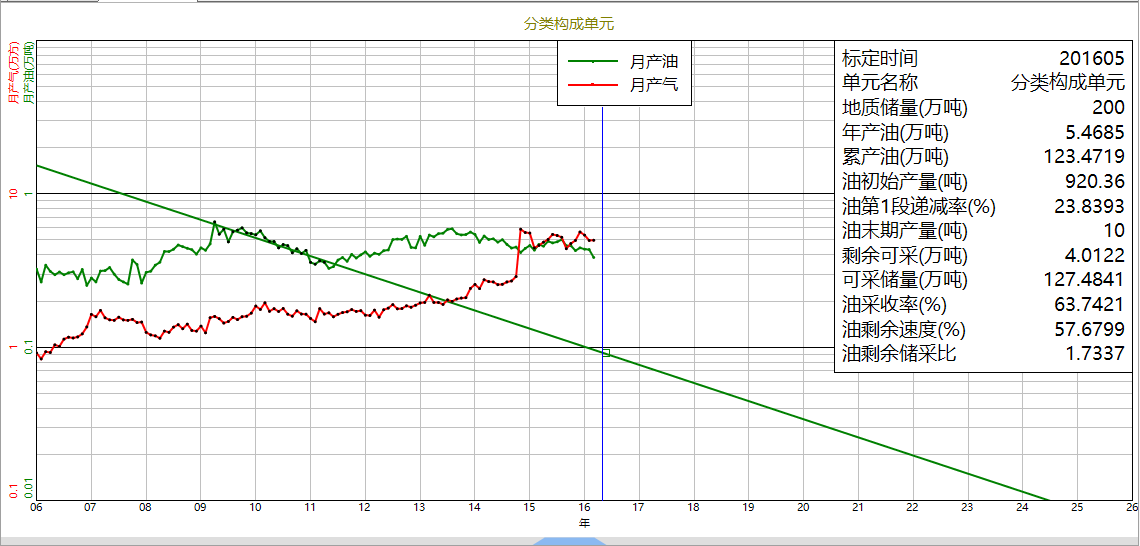 分类构成单元
月产气(万方)
月产油(万吨)
月产油
月产气
标定时间 201605
单元名称 分类构成单元
地质储量(万吨) 200
年产油(万吨) 5.4685
累产油(万吨) 123.4719
油初始产量(吨) 920.36
油第1段递减率(%) 23.8393
油末期产量(吨) 10
剩余可采(万吨) 4.0122
可采储量(万吨) 127.4841
油采收率(%) 63.7421
油剩余速度(%) 57.6799
油剩余储采比 1.7337
10 1
1 0.1
0.1 0.01
06 07 08 09 10 11 12 13 14 15 16 17 18 19 20 21 22 23 24 25 26
年